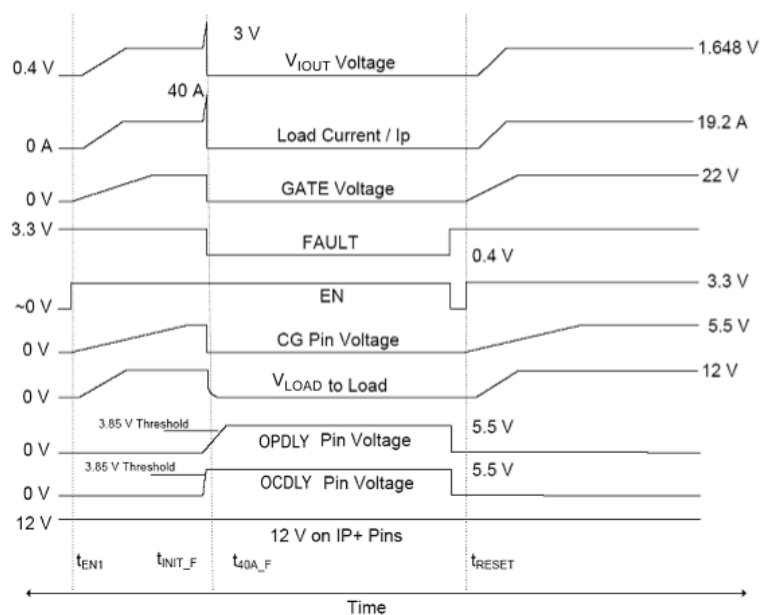 3 V
0.4 V
VIOUT Voltage
1.648 V
40 A
0 A
Load Current / Ip
19.2 A
0 V
GATE Voltage
22 V
3.3 V
FAULT
0.4 V
~0 V
EN
3.3 V
0 V
CG Pin Voltage
5.5 V
0 V
VLOAD to Load
12 V
3.85 V Threshold
0 V
OPDLY Pin Voltage
5.5 V
3.85 V Threshold
0 V
OCDLY Pin Voltage
5.5 V
12 V
12 V on IP+ Pins
tEN1
tINIT_F
t40A_F
tRESET
Time